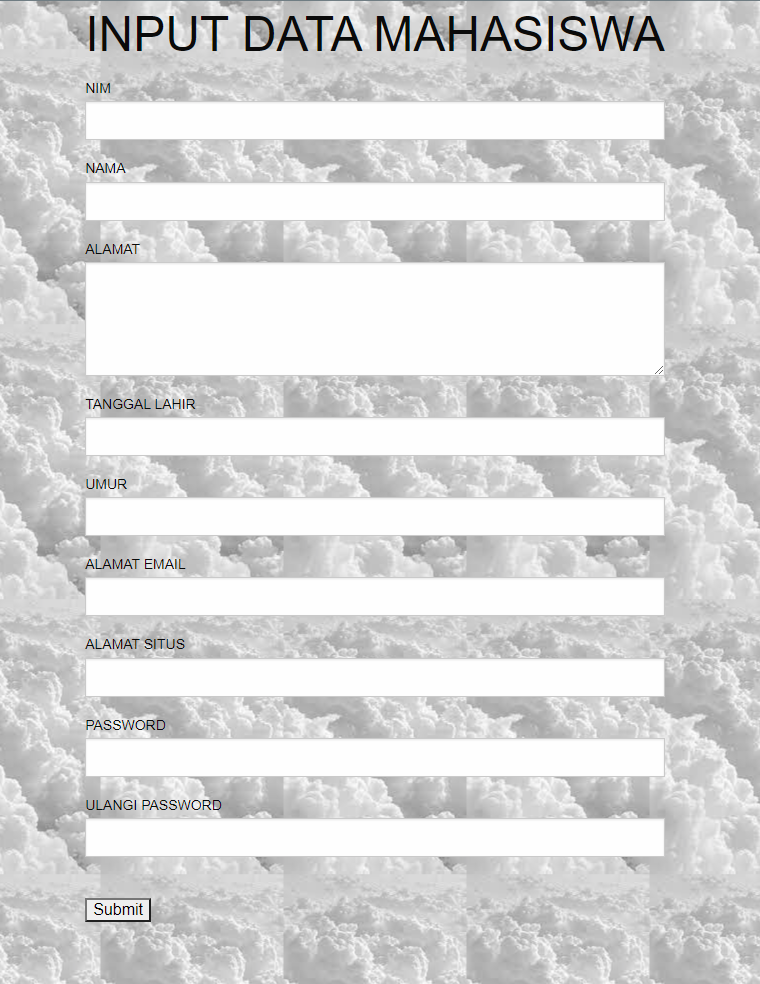 INPUT DATA MAHASISWA
NIM
NAMA
ALAMAT
TANGGAL LAHIR
UMUR
ALAMAT EMAIL
ALAMAT SITUS
PASSWORD
ULANGI PASSWORD
Submit